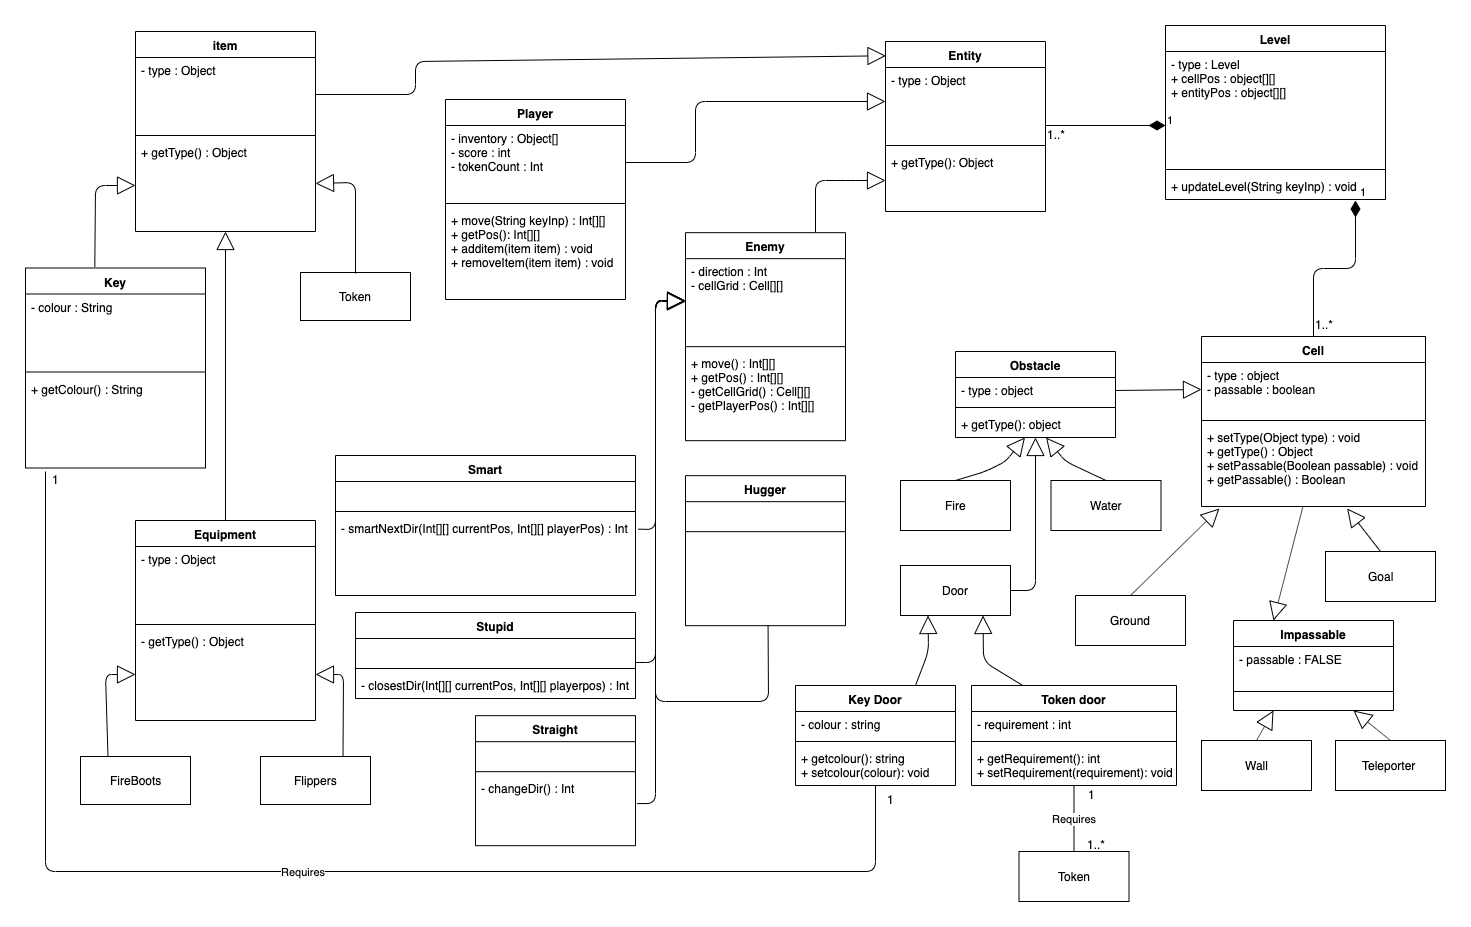 item
- type : Object
+ getType() : Object
Player
- inventory : Object[]
- score : int
- tokenCount : Int
+ move(String keyInp) : Int[][]
+ getPos(): Int[][]
+ additem(item item) : void
+ removeItem(item item) : void
Entity
- type : Object
+ getType(): Object
1..*
Level
- type : Level
+ cellPos : object[][]
+ entityPos : object[][]
1
+ updateLevel(String keyInp) : void
1
1..*
Key
- colour : String
+ getColour() : String
1
Token
Enemy
- direction : Int
- cellGrid : Cell[][]
+ move() : Int[][]
+ getPos() : Int[][]
- getCellGrid() : Cell[][]
- getPlayerPos() : Int[][]
Obstacle
- type : object
+ getType(): object
Cell
- type : object
- passable : boolean
+ setType(Object type) : void
+ getType() : Object
+ setPassable(Boolean passable) : void
+ getPassable() : Boolean
Smart
- smartNextDir(Int[][] currentPos, Int[][] playerPos) : Int
Hugger
Fire
Water
Equipment
- type : Object
- getType() : Object
Door
Ground
Goal
Stupid
- closestDir(Int[][] currentPos, Int[][] playerpos) : Int
Impassable
- passable : FALSE
Straight
- changeDir() : Int
Key Door
- colour : string
+ getcolour(): string
+ setcolour(colour): void
1
Token door
- requirement : int
+ getRequirement(): int
+ setRequirement(requirement): void
1
Requires
1..*
Token
Wall
Teleporter
FireBoots
Flippers
Requires